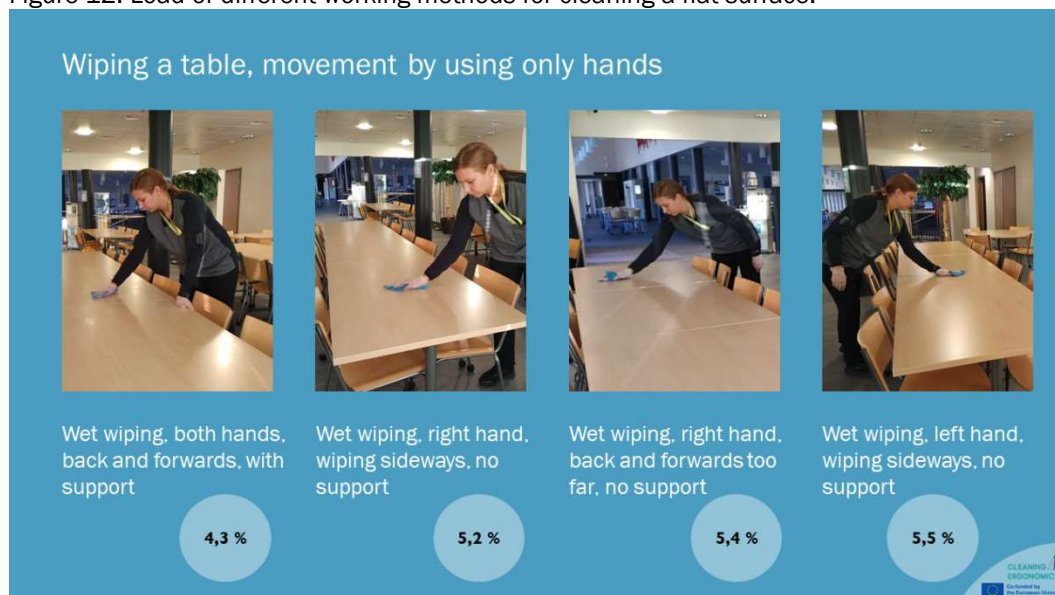 Figure 12. Load of different working methods for cleaning a flat surface.
Wiping a table, movement by using only hands
Wet wiping, both hands,
back and forwards, with
support
4,3 %
Wet wiping, right hand,
wiping sideways, no
support
5,2 %
Wet wiping, right hand,
back and forwards too
far, no support
5,4 %
Wet wiping, left hand,
wiping sideways, no
support
5,5 %
CLEANING
ERGONOMIC
Co-funded by
the European Union